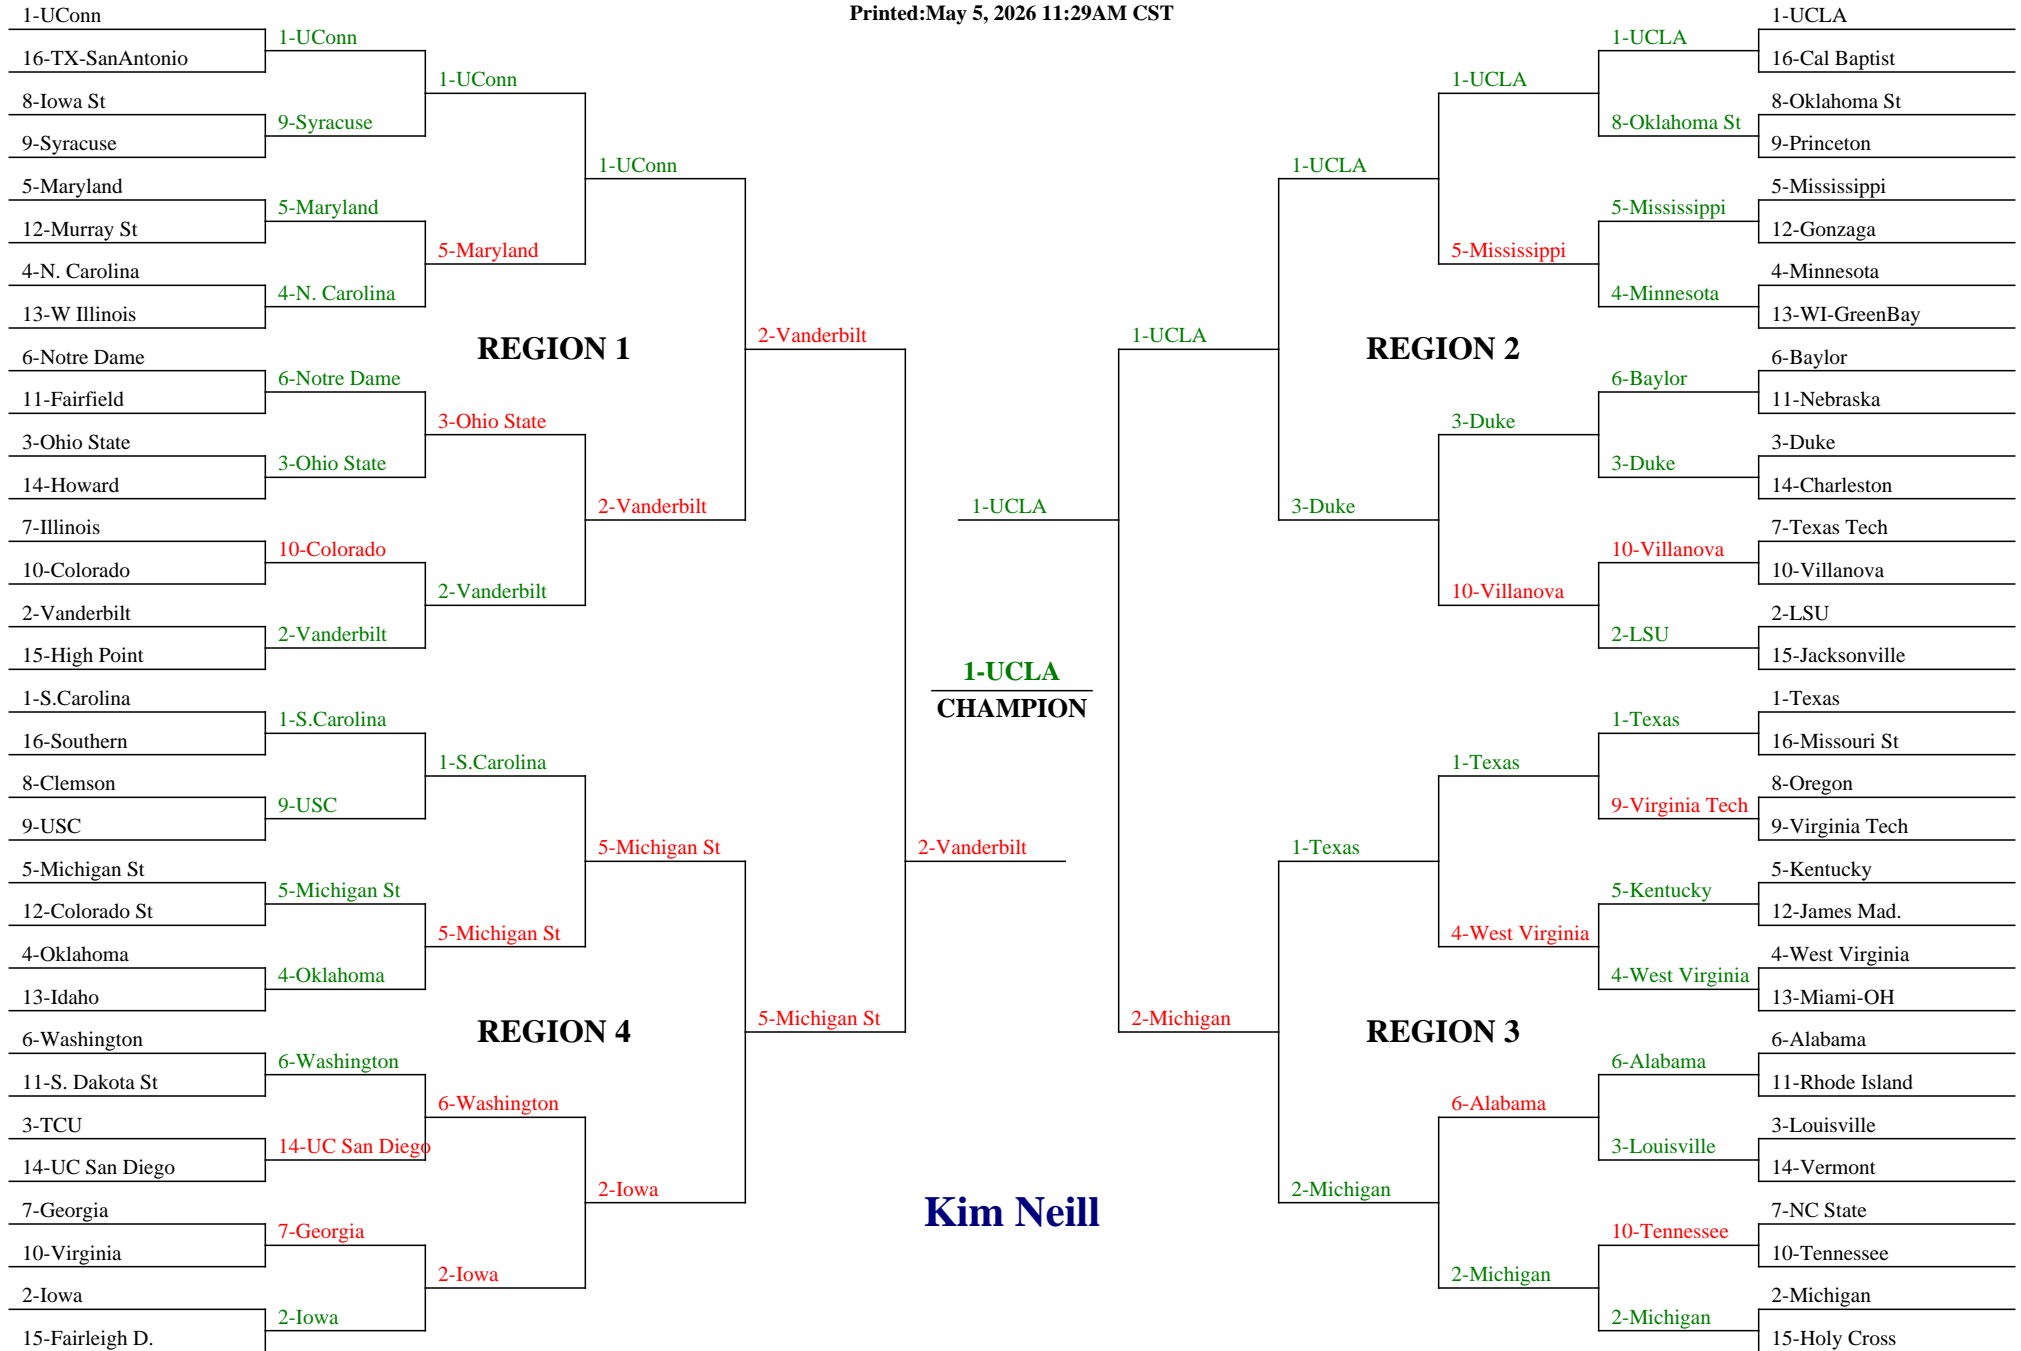 Printed:May 5, 2026 11:29AM CST
1-UConn
16-TX-SanAntonio
8-Iowa St
9-Syracuse
5-Maryland
12-Murray St
4-N. Carolina
13-W Illinois
6-Notre Dame
11-Fairfield
3-Ohio State
14-Howard
7-Illinois
10-Colorado
2-Vanderbilt
15-High Point
1-S.Carolina
16-Southern
8-Clemson
9-USC
5-Michigan St
12-Colorado St
4-Oklahoma
13-Idaho
6-Washington
11-S. Dakota St
3-TCU
14-UC San Diego
7-Georgia
10-Virginia
2-Iowa
15-Fairleigh D.
1-UConn
9-Syracuse
5-Maryland
4-N. Carolina
6-Notre Dame
3-Ohio State
10-Colorado
2-Vanderbilt
1-S.Carolina
9-USC
5-Michigan St
4-Oklahoma
6-Washington
14-UC San Diego
7-Georgia
2-Iowa
1-UConn
5-Maryland
3-Ohio State
2-Vanderbilt
1-S.Carolina
5-Michigan St
6-Washington
2-Iowa
1-UConn
2-Vanderbilt
5-Michigan St
2-Iowa
REGION 1
REGION 4
2-Vanderbilt
5-Michigan St
2-Vanderbilt
1-UCLA
1-UCLA
CHAMPION
Kim Neill
1-UCLA
2-Michigan
REGION 2
REGION 3
1-UCLA
3-Duke
1-Texas
2-Michigan
1-UCLA
5-Mississippi
3-Duke
10-Villanova
1-Texas
4-West Virginia
6-Alabama
2-Michigan
1-UCLA
8-Oklahoma St
5-Mississippi
4-Minnesota
6-Baylor
3-Duke
10-Villanova
2-LSU
1-Texas
9-Virginia Tech
5-Kentucky
4-West Virginia
6-Alabama
3-Louisville
10-Tennessee
2-Michigan
1-UCLA
16-Cal Baptist
8-Oklahoma St
9-Princeton
5-Mississippi
12-Gonzaga
4-Minnesota
13-WI-GreenBay
6-Baylor
11-Nebraska
3-Duke
14-Charleston
7-Texas Tech
10-Villanova
2-LSU
15-Jacksonville
1-Texas
16-Missouri St
8-Oregon
9-Virginia Tech
5-Kentucky
12-James Mad.
4-West Virginia
13-Miami-OH
6-Alabama
11-Rhode Island
3-Louisville
14-Vermont
7-NC State
10-Tennessee
2-Michigan
15-Holy Cross